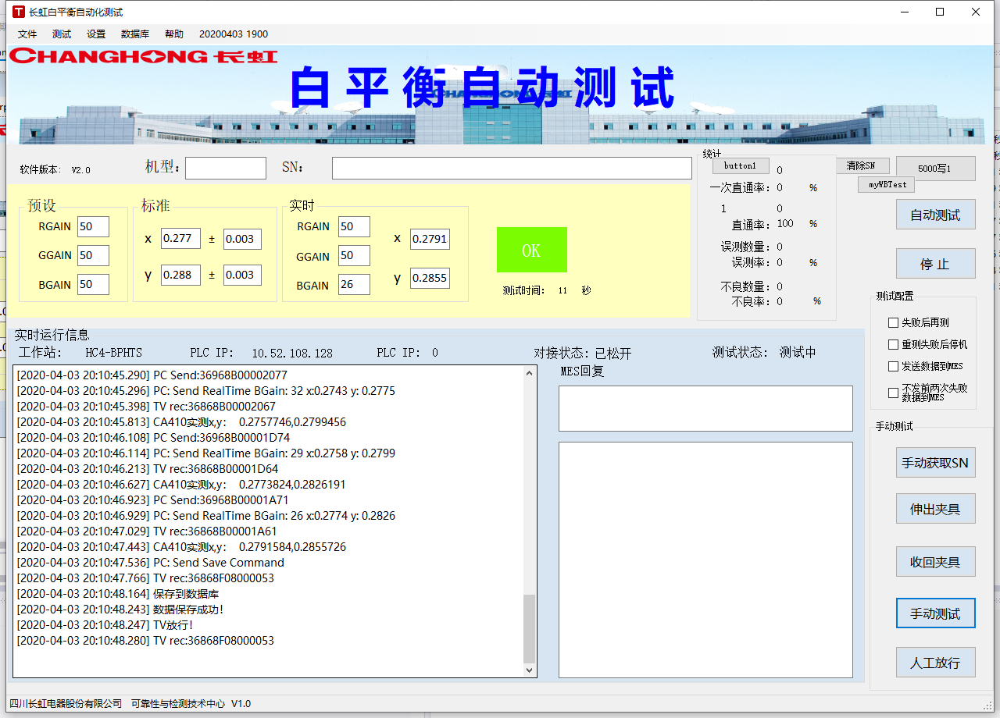 长虹白平衡自动化测试
文件 测试 设置 数据库 帮助 20200403 1900
CHANGHONG 长虹
白平衡自动测试
CHANGHONG 长虹
软件版本: V2.0 机型: SN:
统计
button1 0
清除SN
5000写1
myWBTest
一次直通率: 0 %
1 0
直通率: 100 %
误测数量: 0
误测率: 0 %
不良数量: 0
不良率: 0 %
自动测试
停 止
预设
RGAIN 50
GGAIN 50
BGAIN 50
标准
x 0.277 ± 0.003
y 0.288 ± 0.003
实时
RGAIN 50
GGAIN 50
BGAIN 26
x 0.2791
y 0.2855
OK
测试时间: 11 秒
测试配置
失败后再测
重测失败后停机
发送数据到MES
不发前两次失败
数据到MES
实时运行信息
工作站: HC4-BPHTS PLC IP: 10.52.108.128 PLC IP: 0 对接状态: 已松开 测试状态: 测试中
[2020-04-03 20:10:45.290] PC Send:36968B00002077
[2020-04-03 20:10:45.296] PC: Send RealTime BGain: 32 x:0.2743 y: 0.2775
[2020-04-03 20:10:45.398] TV rec:36868B00002067
[2020-04-03 20:10:45.813] CA410实测x,y: 0.2757746,0.2799456
[2020-04-03 20:10:46.108] PC Send:36968B00001D74
[2020-04-03 20:10:46.114] PC: Send RealTime BGain: 29 x:0.2758 y: 0.2799
[2020-04-03 20:10:46.213] TV rec:36868B00001D64
[2020-04-03 20:10:46.627] CA410实测x,y: 0.2773824,0.2826191
[2020-04-03 20:10:46.923] PC Send:36968B00001A71
[2020-04-03 20:10:46.929] PC: Send RealTime BGain: 26 x:0.2774 y: 0.2826
[2020-04-03 20:10:47.029] TV rec:36868B00001A61
[2020-04-03 20:10:47.443] CA410实测x,y: 0.2791584,0.2855726
[2020-04-03 20:10:47.536] PC: Send Save Command
[2020-04-03 20:10:47.766] TV rec:36868F08000053
[2020-04-03 20:10:48.164] 保存到数据库
[2020-04-03 20:10:48.243] 数据保存成功!
[2020-04-03 20:10:48.247] TV放行!
[2020-04-03 20:10:48.280] TV rec:36868F08000053
MES回复
手动测试
手动获取SN
伸出夹具
收回夹具
手动测试
人工放行
四川长虹电器股份有限公司 可靠性与检测技术中心 V1.0